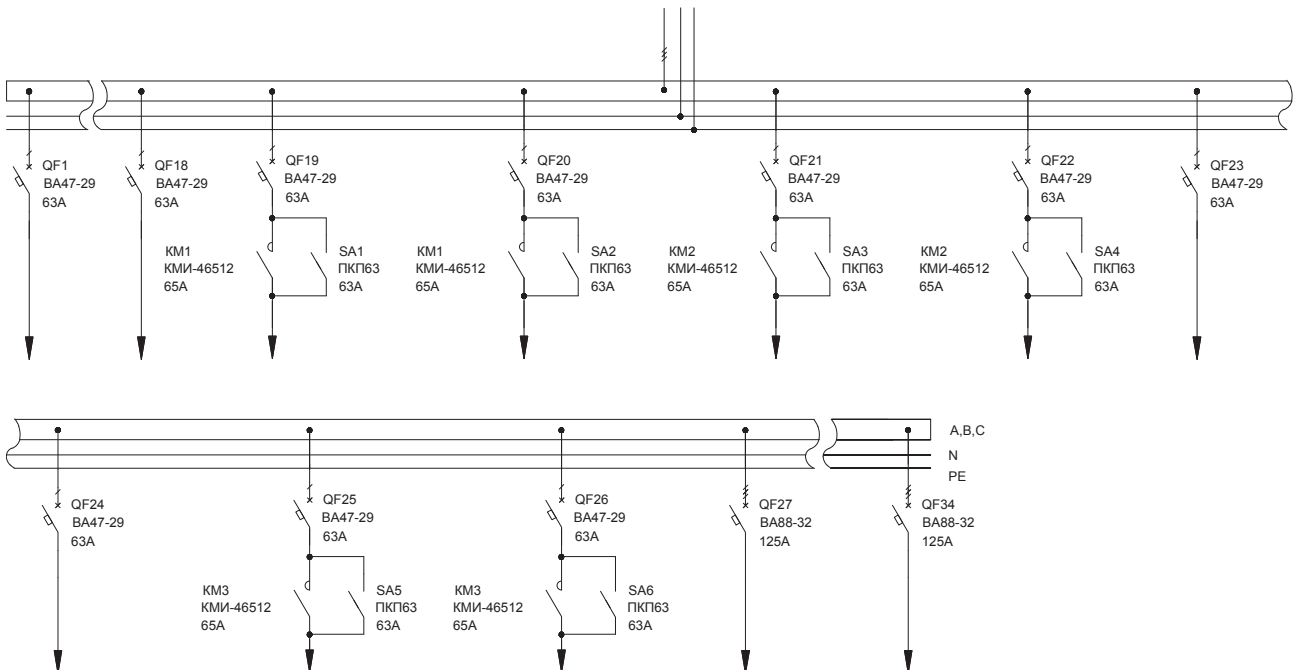 QF1
ВА47-29
63А
QF18
ВА47-29
63А
QF19
ВА47-29
63А
QF20
ВА47-29
63А
QF21
ВА47-29
63А
QF22
ВА47-29
63А
QF23
ВА47-29
63А
КМ1
КМИ-46512
65А
SA1
ПКП63
63А
КМ1
КМИ-46512
65А
SA2
ПКП63
63А
КМ2
КМИ-46512
65А
SA3
ПКП63
63А
КМ2
КМИ-46512
65А
SA4
ПКП63
63А
A,B,C
N
PE
QF24
ВА47-29
63А
QF25
ВА47-29
63А
QF26
ВА47-29
63А
QF27
ВА88-32
125А
QF34
ВА88-32
125А
КМ3
КМИ-46512
65А
SA5
ПКП63
63А
КМ3
КМИ-46512
65А
SA6
ПКП63
63А